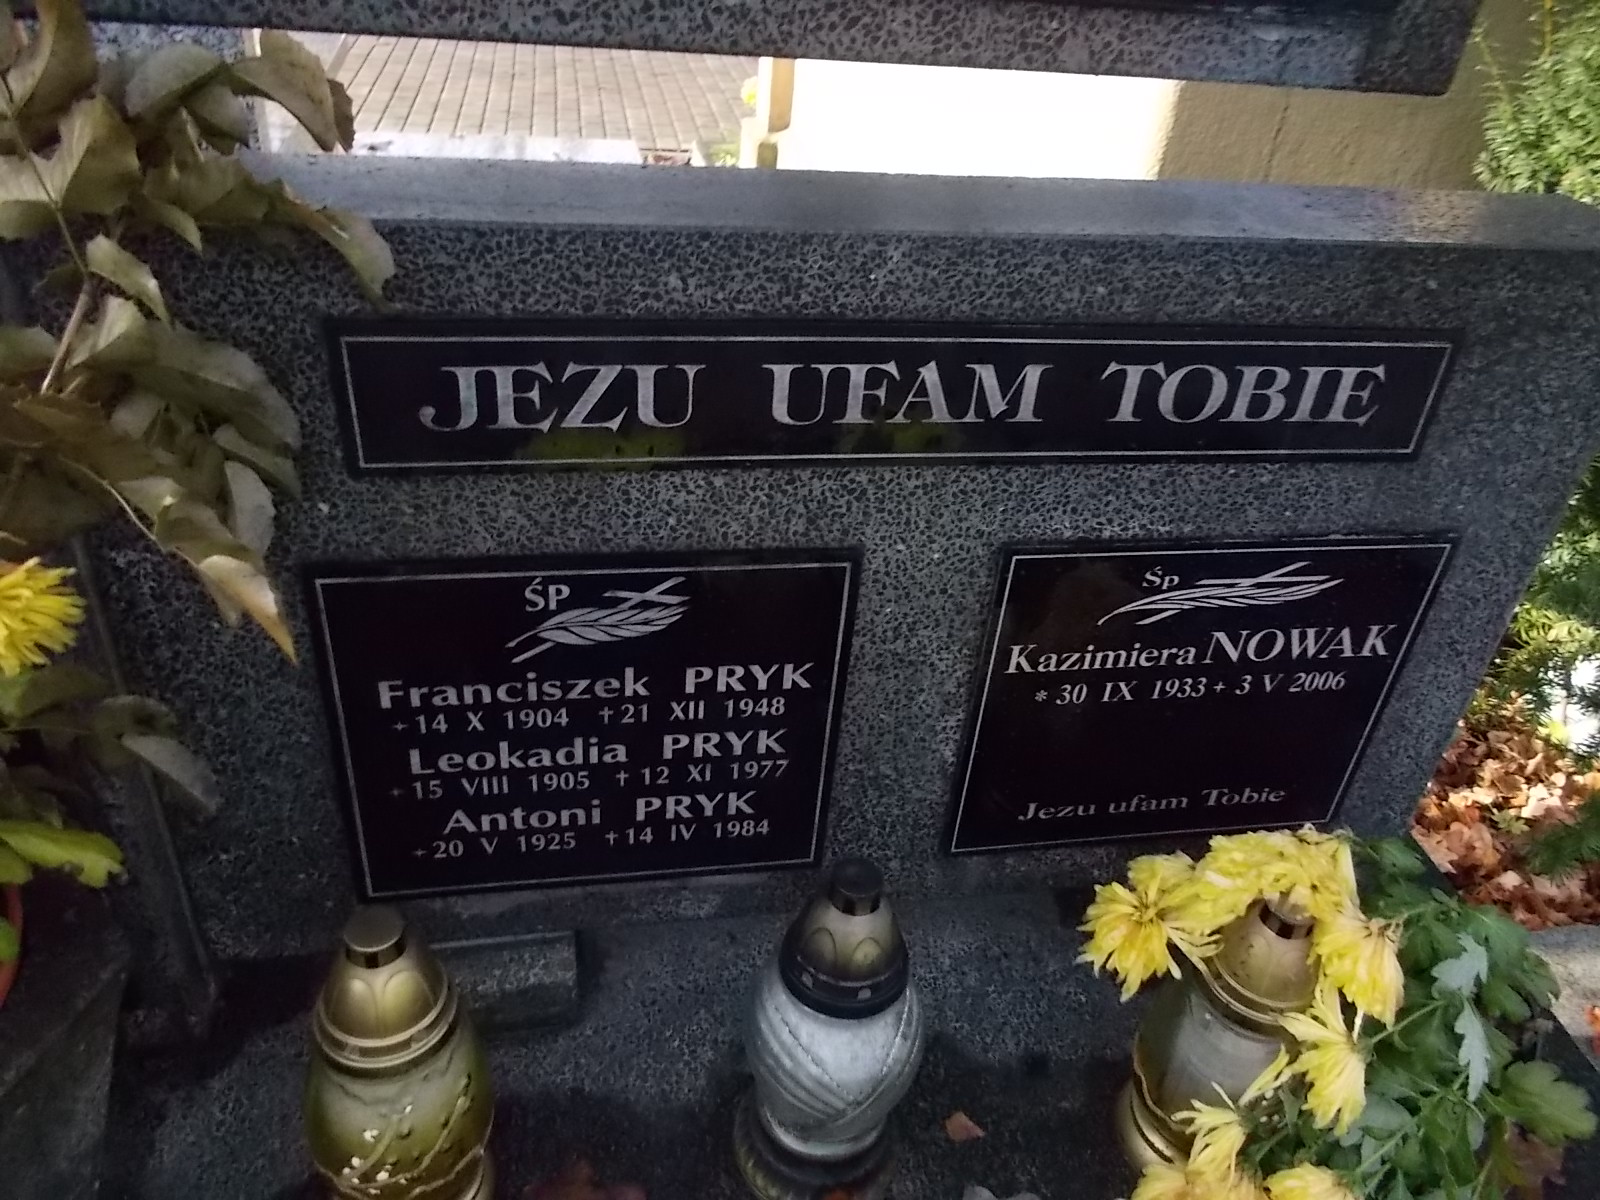 JEZU UFAM TOBIE
ŚP
Franciszek PRYK
+14 X 1904 +21 XII 1948
Leokadia PRYK
+15 VIII 1905 +12 XI 1977
Antoni PRYK
+20 V 1925 +14 IV 1984
Śp
Kazimiera NOWAK
* 30 IX 1933 + 3 V 2006
Jezu ufam Tobie